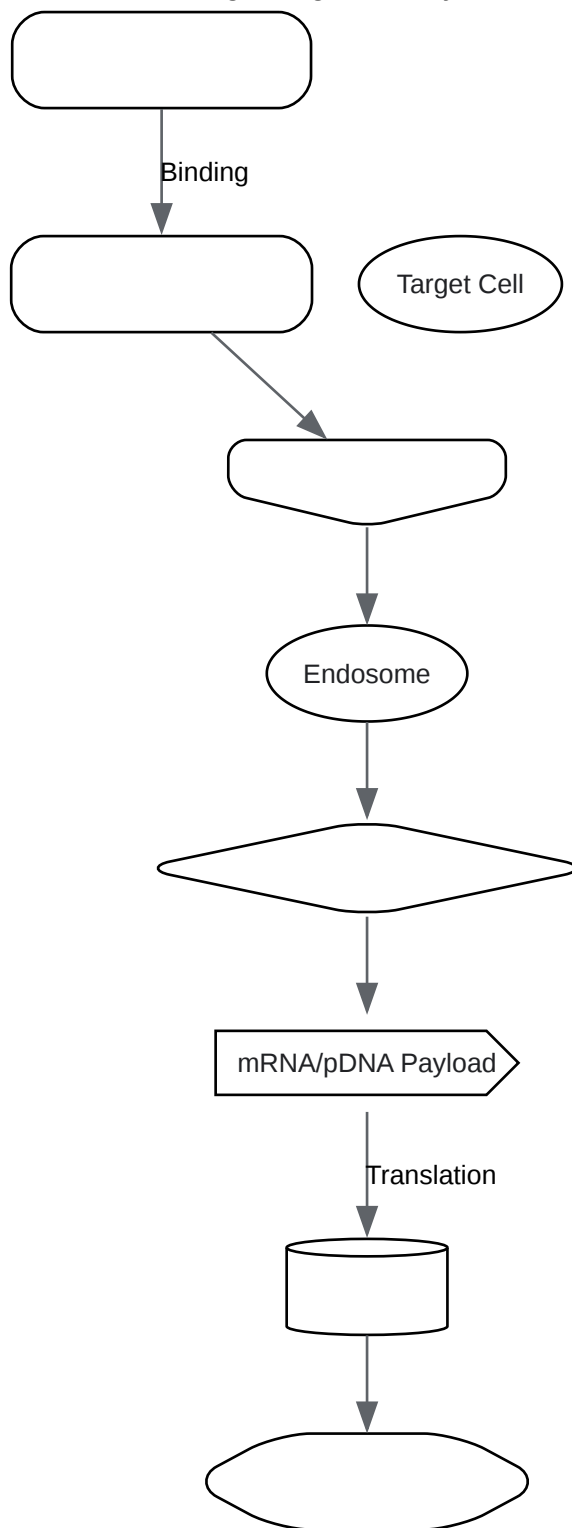 Binding
Target Cell
Endosome
mRNA/pDNA Payload
Translation